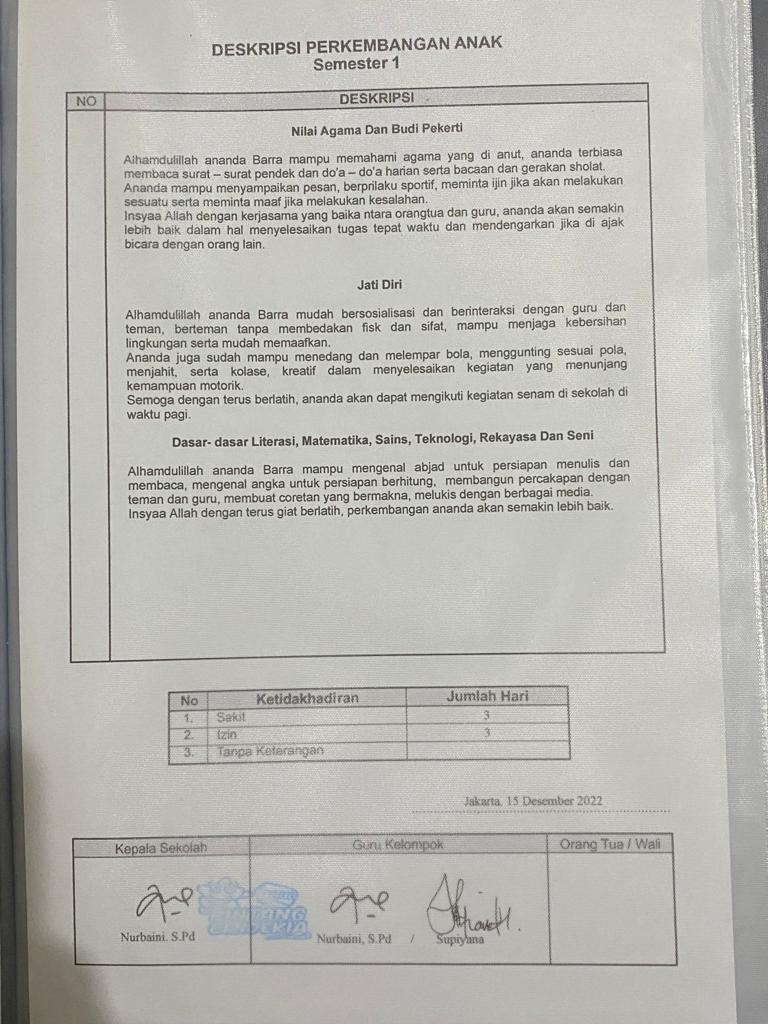 DESKRIPSI PERKEMBANGAN ANAK
Semester 1
NO DESKRIPSI
Nilai Agama Dan Budi Pekerti
Alhamdulillah ananda Barra mampu memahami agama yang di anut, ananda terbiasa
membaca surat – surat pendek dan do'a – do'a harian serta bacaan dan gerakan sholat.
Ananda mampu menyampaikan pesan, berprilaku sportif, meminta ijin jika akan melakukan
sesuatu serta meminta maaf jika melakukan kesalahan.
Insyaa Allah dengan kerjasama yang baika ntara orangtua dan guru, ananda akan semakin
lebih baik dalam hal menyelesaikan tugas tepat waktu dan mendengarkan jika di ajak
bicara dengan orang lain.
Jati Diri
Alhamdulillah ananda Barra mudah bersosialisasi dan berinteraksi dengan guru dan
teman, berteman tanpa membedakan fisk dan sifat, mampu menjaga kebersihan
lingkungan serta mudah memaafkan.
Ananda juga sudah mampu menedang dan melempar bola, menggunting sesuai pola,
menjahit, serta kolase, kreatif dalam menyelesaikan kegiatan yang menunjang
kemampuan motorik.
Semoga dengan terus berlatih, ananda akan dapat mengikuti kegiatan senam di sekolah di
waktu pagi.
Dasar- dasar Literasi, Matematika, Sains, Teknologi, Rekayasa Dan Seni
Alhamdulillah ananda Barra mampu mengenal abjad untuk persiapan menulis dan
membaca, mengenal angka untuk persiapan berhitung, membangun percakapan dengan
teman dan guru, membuat coretan yang bermakna, melukis dengan berbagai media.
Insyaa Allah dengan terus giat berlatih, perkembangan ananda akan semakin lebih baik.
No Ketidakhadiran Jumlah Hari
1. Sakit 3
2. Izin 3
3. Tanpa Keterangan
Jakarta, 15 Desember 2022
Kepala Sekolah Guru Kelompok Orang Tua / Wali
BINTANG
CENDEKIA
Nurbaini. S.Pd Nurbaini, S.Pd / Supiyana